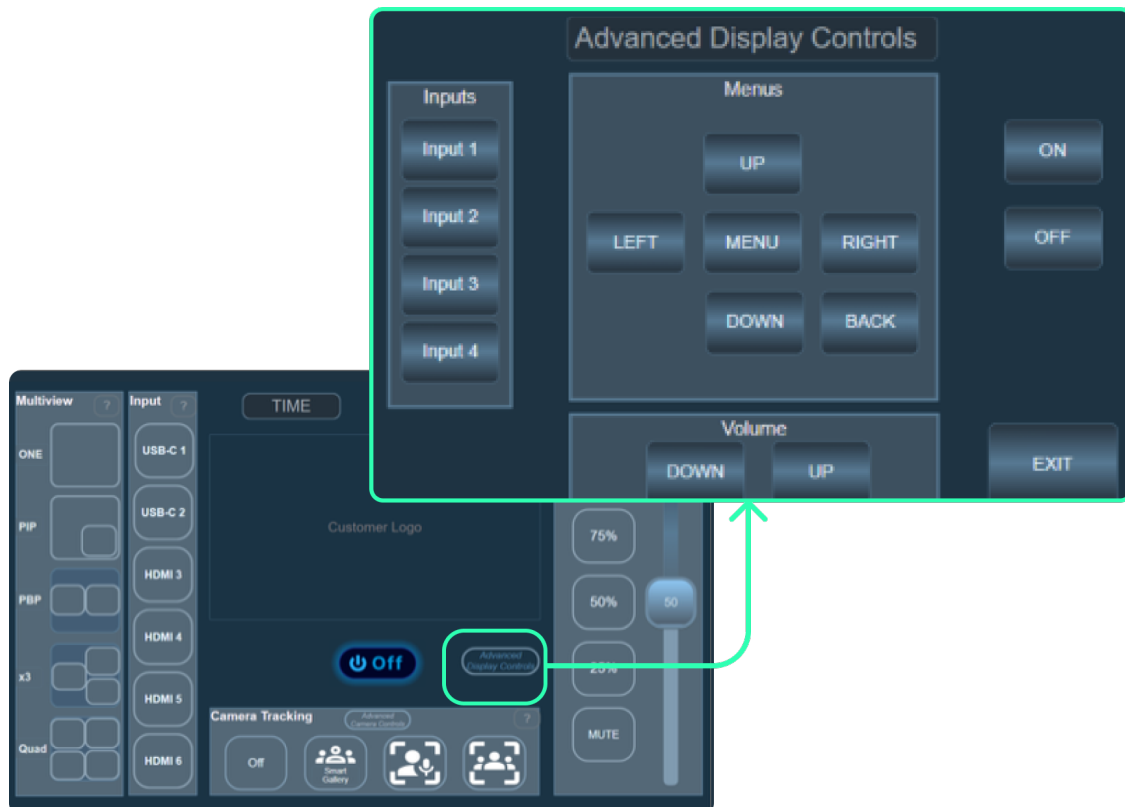 Advanced Display Controls
Inputs
Input 1
Input 2
Input 3
Input 4
Menus
UP
LEFT
MENU
RIGHT
DOWN
BACK
ON
OFF
Volume
DOWN
UP
EXIT
Multiview
?
ONE
PIP
PBP
x3
Quad
Input
?
USB-C 1
USB-C 2
HDMI 3
HDMI 4
HDMI 5
HDMI 6
TIME
Customer Logo
Off
Advanced
Display Controls
Camera Tracking
Advanced
Camera Controls
?
Off
Smart
Gallery
75%
50%
25%
MUTE
50